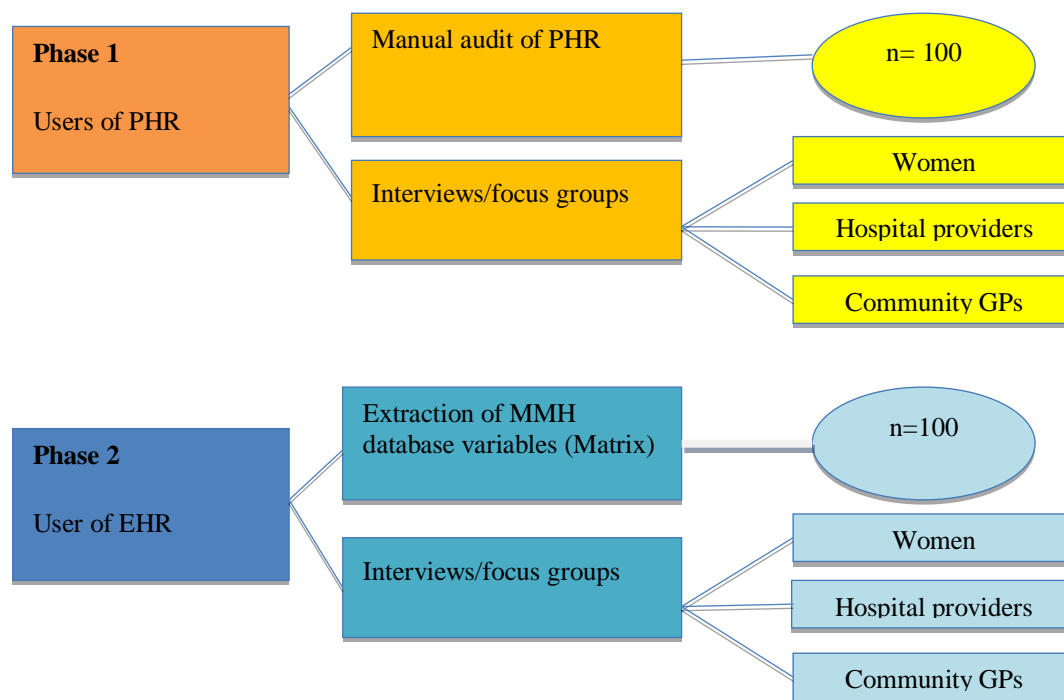 Phase 1
Users of PHR
Manual audit of PHR
n= 100
Interviews/focus groups
Women
Hospital providers
Community GPs
Phase 2
User of EHR
Extraction of MMH
database variables (Matrix)
n=100
Interviews/focus groups
Women
Hospital providers
Community GPs